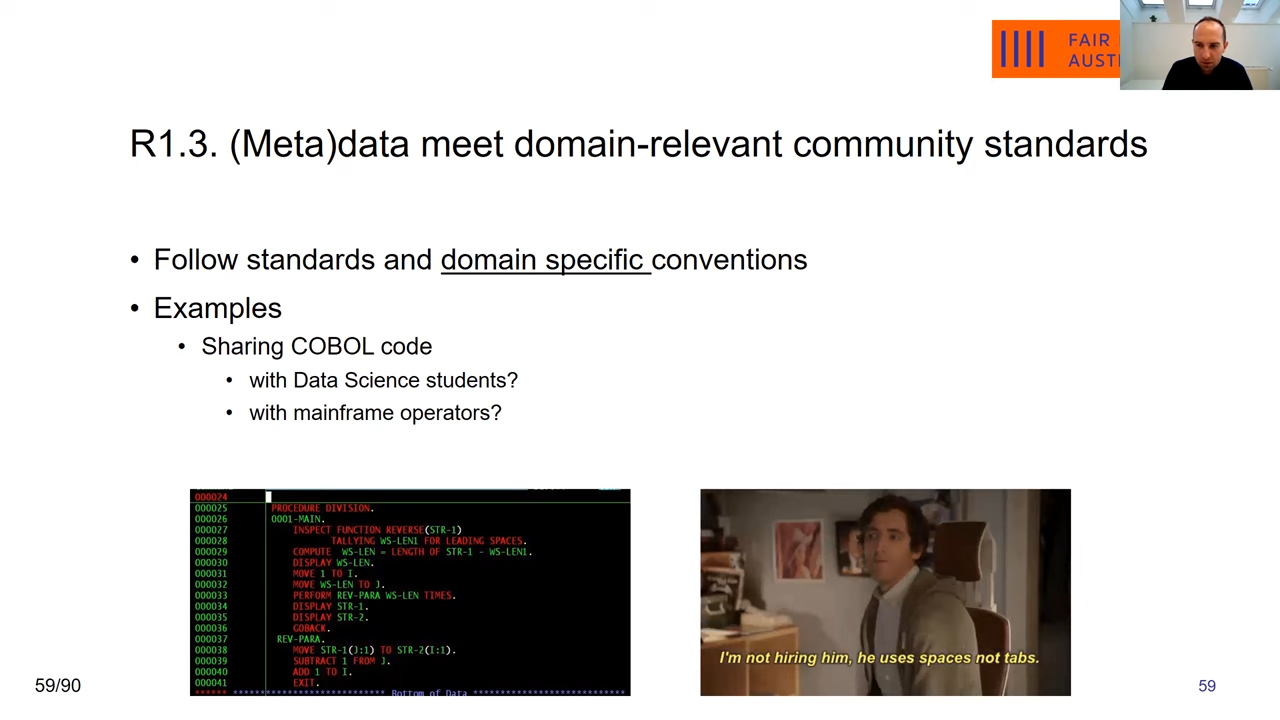 FAIR
AUST
R1.3. (Meta)data meet domain-relevant community standards
• Follow standards and domain specific conventions
• Examples
• Sharing COBOL code
• with Data Science students?
• with mainframe operators?
000024
000025 PROCEDURE DIVISION.
000026 0001-MAIN.
000027 INSPECT FUNCTION REVERSE(STR-1)
000028 TALLYING WS-LEN1 FOR LEADING SPACES.
000029 COMPUTE WS-LEN = LENGTH OF STR-1 - WS-LEN1.
000030 DISPLAY WS-LEN.
000031 MOVE 1 TO I.
000032 MOVE WS-LEN TO J.
000033 PERFORM REV-PARA WS-LEN TIMES.
000034 DISPLAY STR-1.
000035 DISPLAY STR-2.
000036 GOBACK.
000037 REV-PARA.
000038 MOVE STR-1(J:1) TO STR-2(I:1).
000039 SUBTRACT 1 FROM J.
000040 ADD 1 TO I.
000041 EXIT.
****** **************************** Bottom of Data ****************************
I'm not hiring him, he uses spaces not tabs.
59/90
59